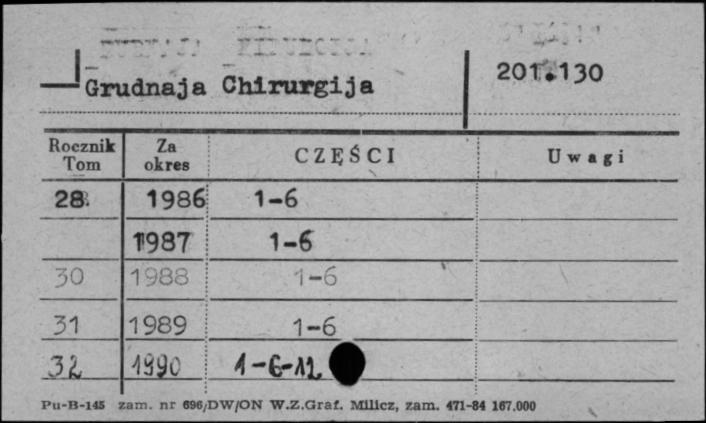 Grudnaja Chirurgija
201.130
Rocznik Tom Za okres CZĘŚCI Uwagi
28. 1986 1-6
1987 1-6
30 1988 1-6
31 1989 1-6
32 1990 1-6-12
Pu-B-145 zam. nr 696/DW/ON W.Z.Graf. Milicz, zam. 471-84 167.000